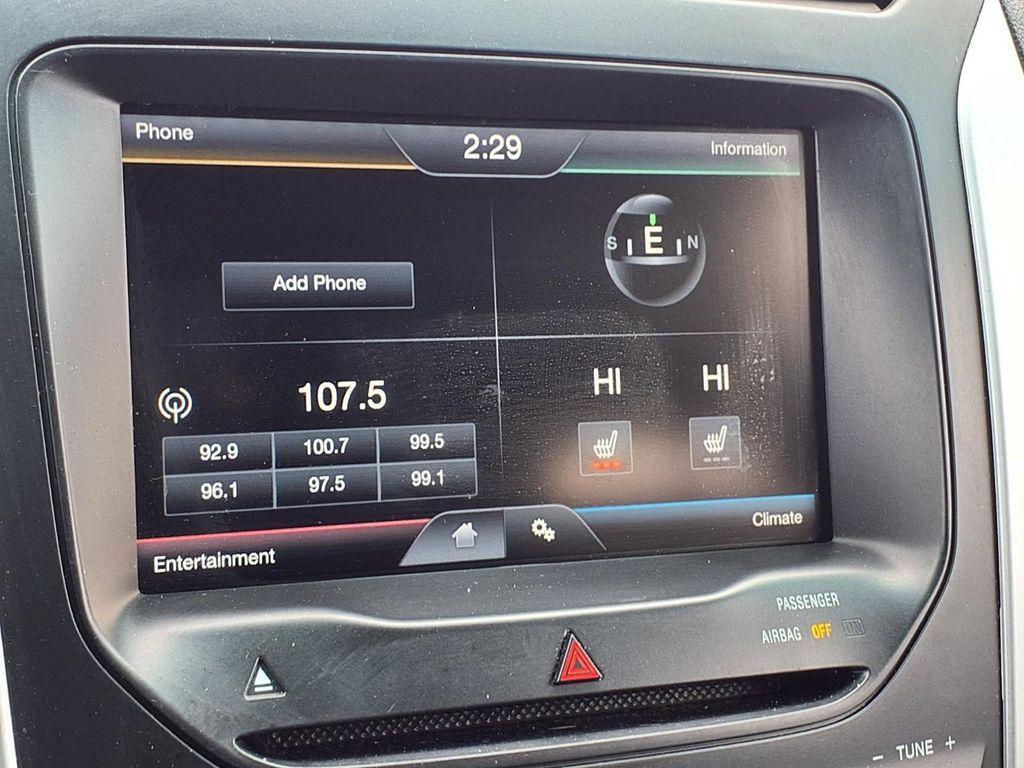 Phone
2:29
Information
S E N
Add Phone
107.5
HI HI
92.9 100.7 99.5
96.1 97.5 99.1
Climate
Entertainment
PASSENGER
AIRBAG OFF ON
- TUNE +